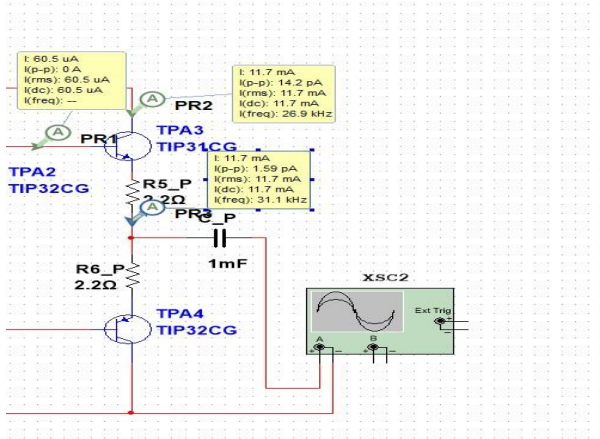 I: 60.5 uA
I(p-p): 0 A
I(rms): 60.5 uA
I(dc): 60.5 uA
I(freq): --
I: 11.7 mA
I(p-p): 14.2 pA
I(rms): 11.7 mA
I(dc): 11.7 mA
I(freq): 26.9 kHz
A
PR2
A
PR1
TPA3
TIP31CG
I: 11.7 mA
I(p-p): 1.59 pA
I(rms): 11.7 mA
I(dc): 11.7 mA
I(freq): 31.1 kHz
TPA2
TIP32CG
R5_P
2.2Ω
A
PR3
C_P
1mF
R6_P
2.2Ω
XSC2
Ext Trig
TPA4
TIP32CG
A
B